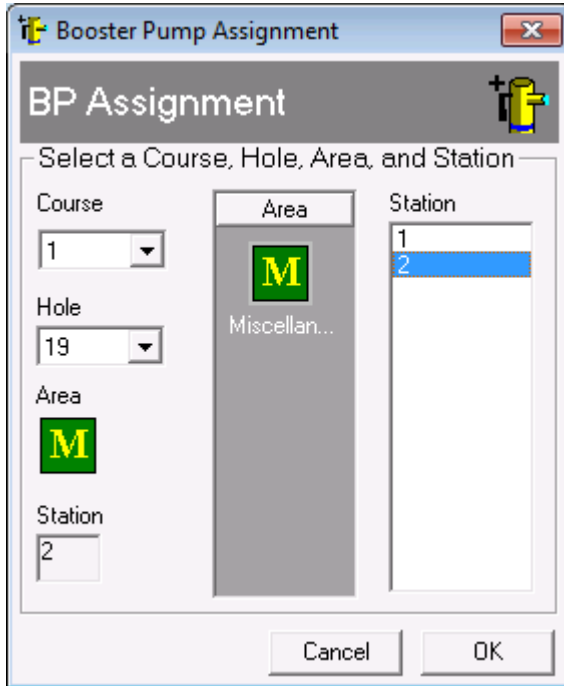 Booster Pump Assignment
BP Assignment
Select a Course, Hole, Area, and Station
Course
1
Hole
19
Area
M
Station
2
Area
M
Miscellan...
Station
1
2
Cancel
OK